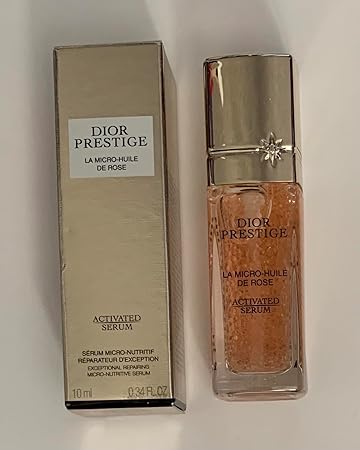 DIOR
PRESTIGE
LA MICRO-HUILE
DE ROSE
ACTIVATED
SERUM
SÉRUM MICRO-NUTRITIF
RÉPARATEUR D'EXCEPTION
EXCEPTIONAL REPAIRING
MICRO-NUTRITIVE SERUM
10 ml 0.34 FL.OZ
DIOR
PRESTIGE
LA MICRO-HUILE
DE ROSE
ACTIVATED
SERUM